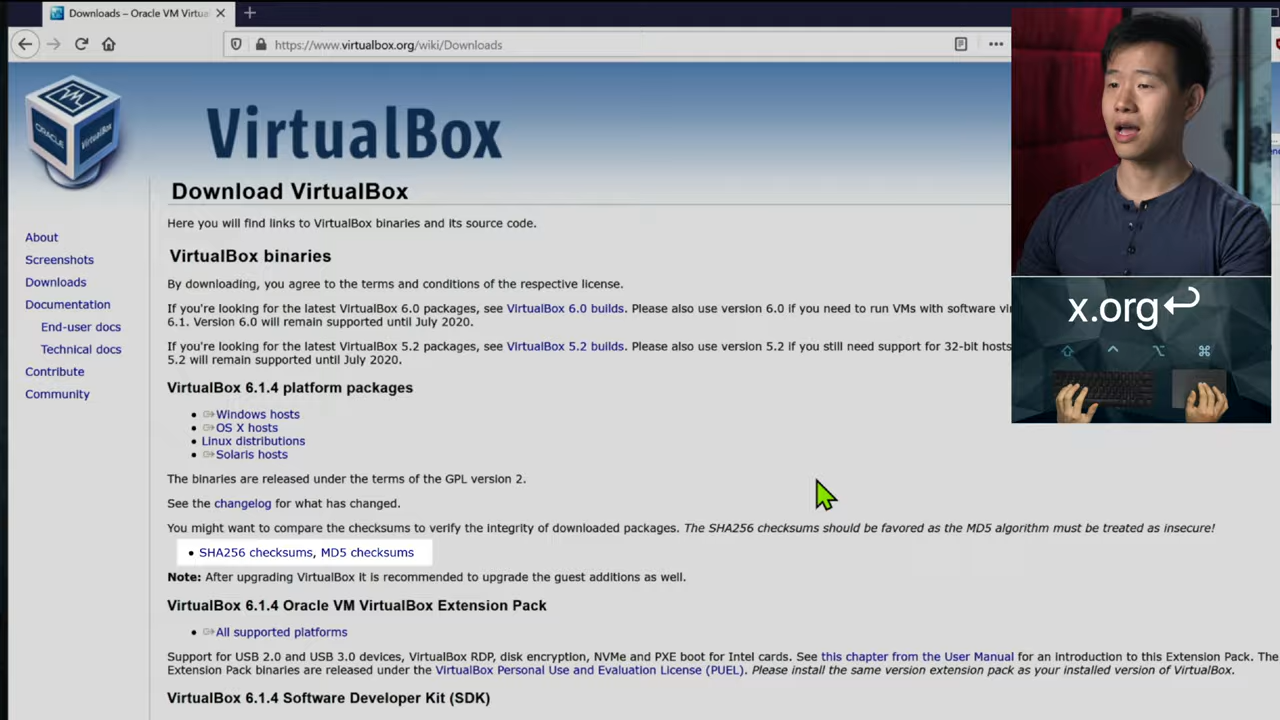 Downloads – Oracle VM Virtua
https://www.virtualbox.org/wiki/Downloads
ORACLE
VirtualBox
VirtualBox
Download VirtualBox
Here you will find links to VirtualBox binaries and its source code.
About
Screenshots
Downloads
Documentation
End-user docs
Technical docs
Contribute
Community
VirtualBox binaries
By downloading, you agree to the terms and conditions of the respective license.
If you're looking for the latest VirtualBox 6.0 packages, see VirtualBox 6.0 builds. Please also use version 6.0 if you need to run VMs with software vi
6.1. Version 6.0 will remain supported until July 2020.
If you're looking for the latest VirtualBox 5.2 packages, see VirtualBox 5.2 builds. Please also use version 5.2 if you still need support for 32-bit hosts
5.2 will remain supported until July 2020.
VirtualBox 6.1.4 platform packages
• Windows hosts
• OS X hosts
• Linux distributions
• Solaris hosts
The binaries are released under the terms of the GPL version 2.
See the changelog for what has changed.
You might want to compare the checksums to verify the integrity of downloaded packages. The SHA256 checksums should be favored as the MD5 algorithm must be treated as insecure!
• SHA256 checksums, MD5 checksums
Note: After upgrading VirtualBox it is recommended to upgrade the guest additions as well.
VirtualBox 6.1.4 Oracle VM VirtualBox Extension Pack
• All supported platforms
Support for USB 2.0 and USB 3.0 devices, VirtualBox RDP, disk encryption, NVMe and PXE boot for Intel cards. See this chapter from the User Manual for an introduction to this Extension Pack. The
Extension Pack binaries are released under the VirtualBox Personal Use and Evaluation License (PUEL). Please install the same version extension pack as your installed version of VirtualBox.
VirtualBox 6.1.4 Software Developer Kit (SDK)
x.org↩
⇧ ⌃ ⌥ ⌘